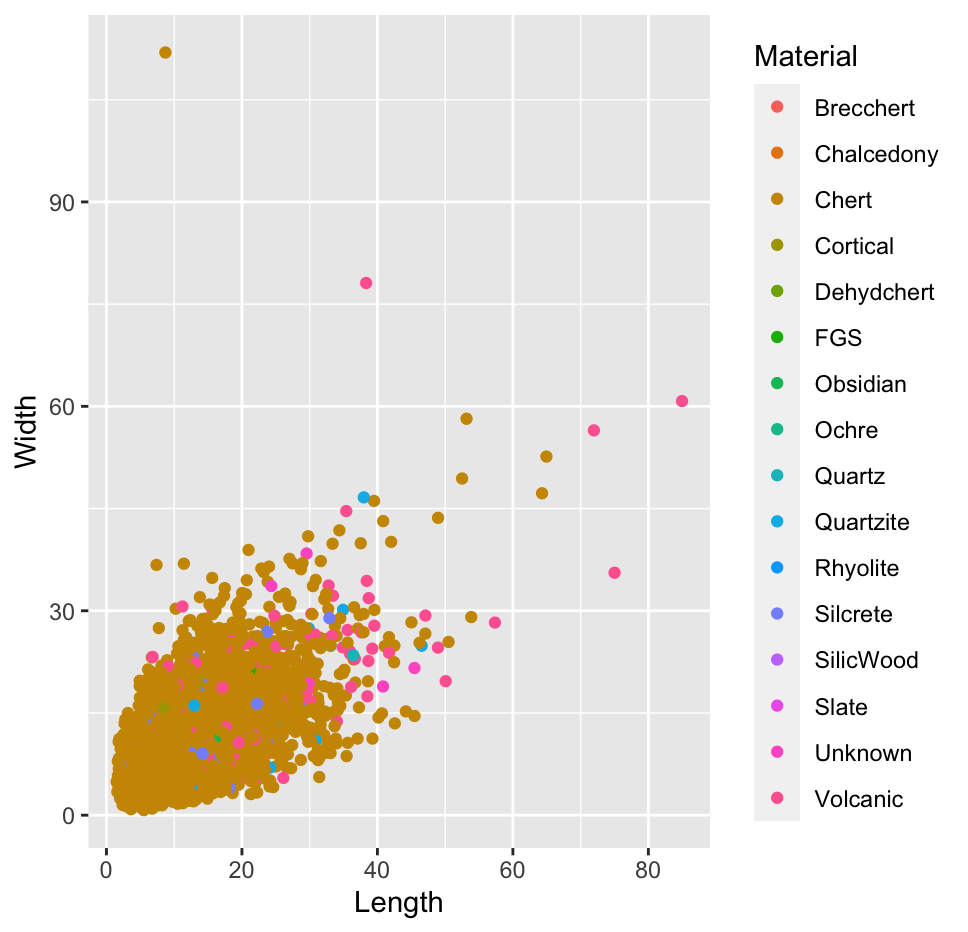 Width
90
60
30
0
0 20 40 60 80
Length
Material
Brecchert
Chalcedony
Chert
Cortical
Dehydchert
FGS
Obsidian
Ochre
Quartz
Quartzite
Rhyolite
Silcrete
SilicWood
Slate
Unknown
Volcanic